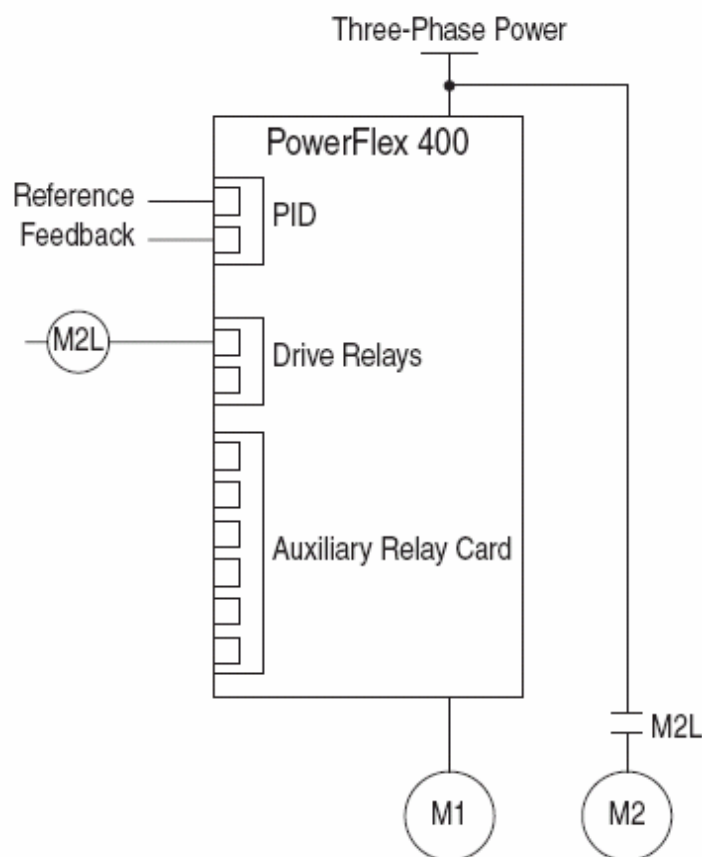 Three-Phase Power
PowerFlex 400
Reference
PID
Feedback
M2L
Drive Relays
Auxiliary Relay Card
M2L
M1
M2